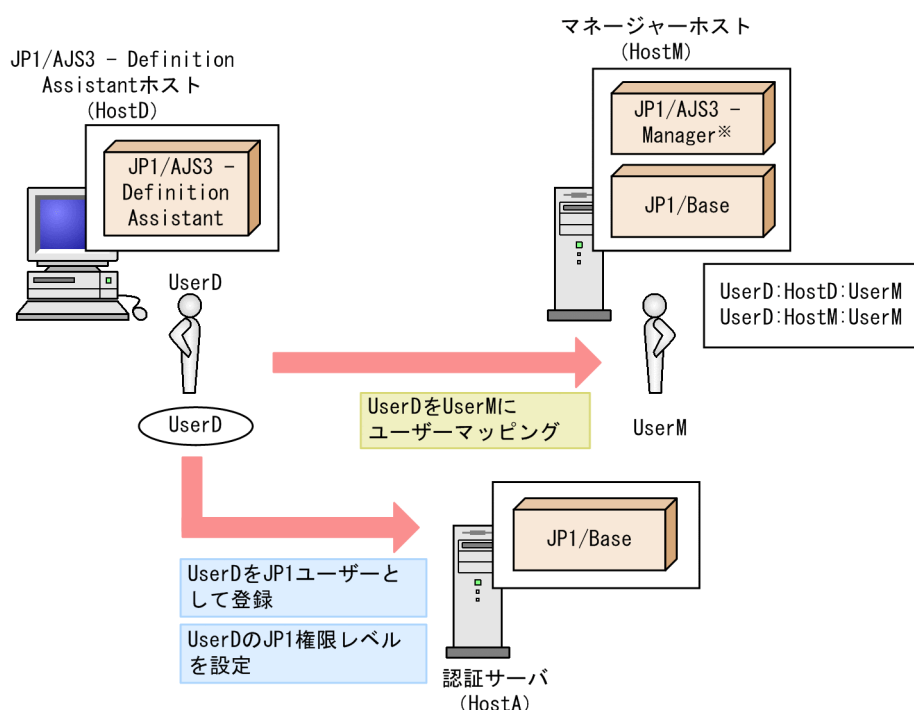 JP1/AJS3 - Definition
Assistantホスト
(HostD)
JP1/AJS3 -
Definition
Assistant
マネージャーホスト
(HostM)
JP1/AJS3 -
Manager※
JP1/Base
UserD:HostD:UserM
UserD:HostM:UserM
UserD
UserD
UserDをUserMに
ユーザーマッピング
UserM
UserDをJP1ユーザーと
して登録
UserDのJP1権限レベル
を設定
JP1/Base
認証サーバ
(HostA)